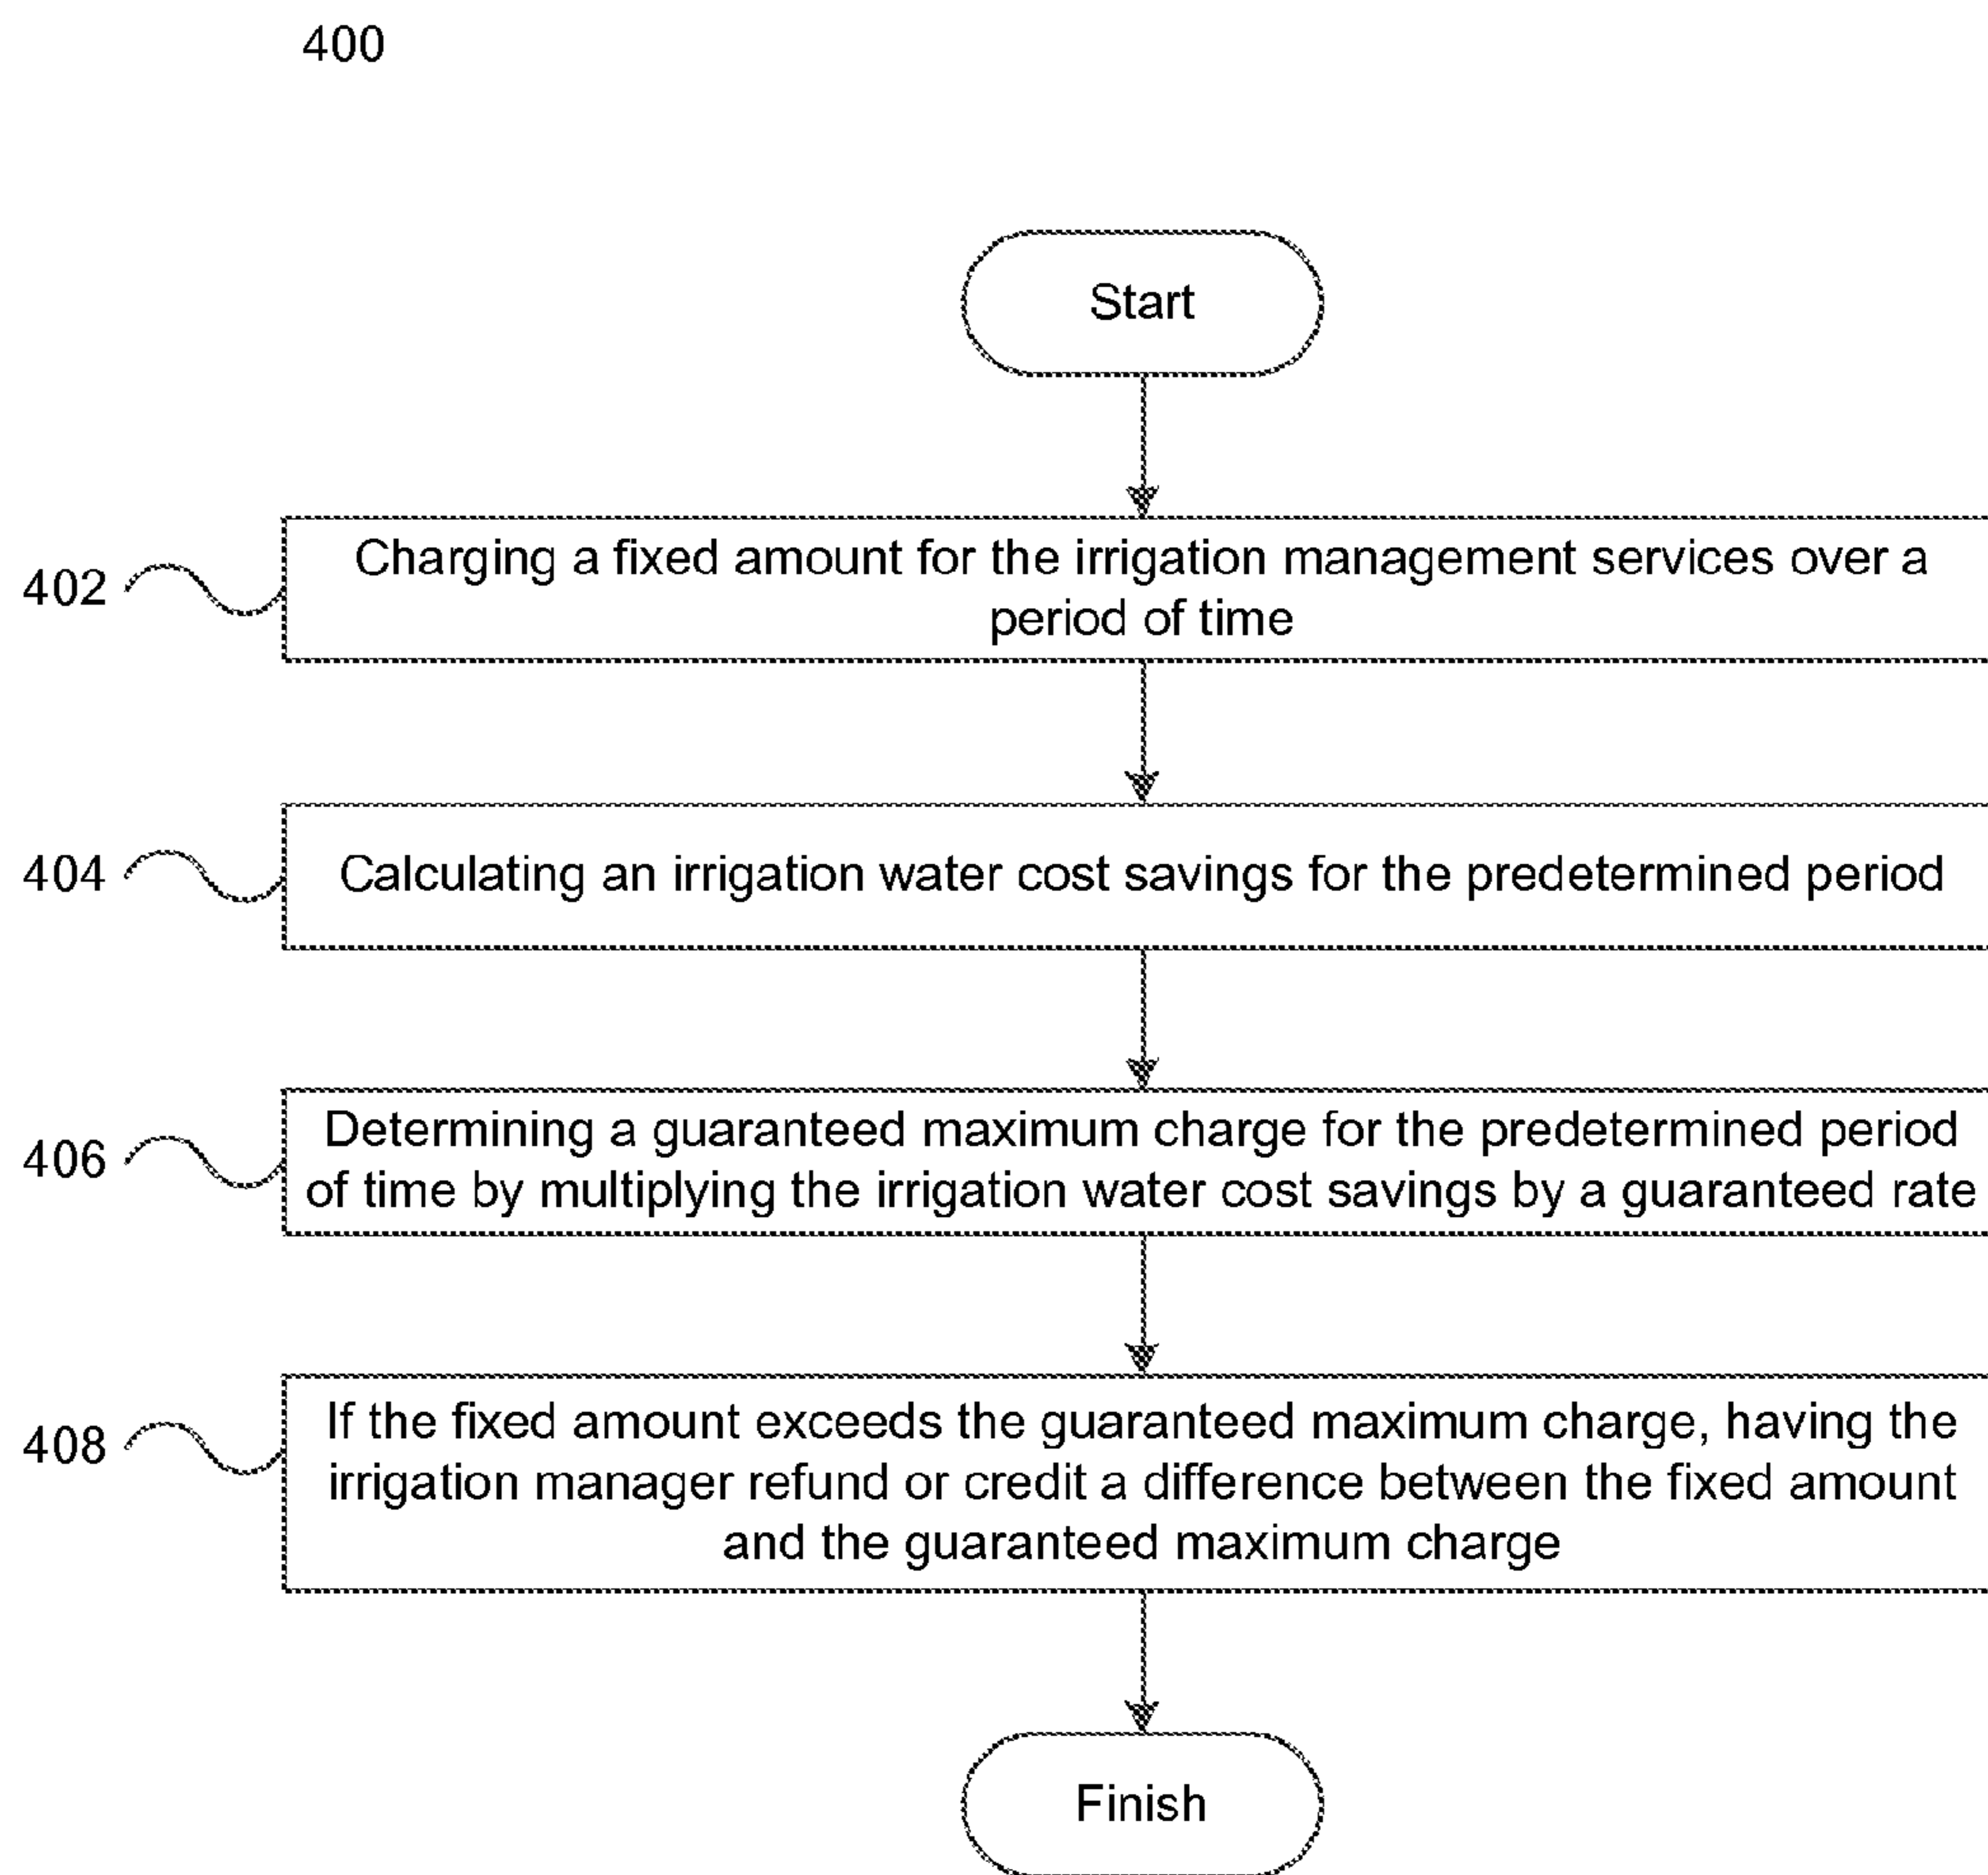 400
Start
402
Charging a fixed amount for the irrigation management services over a
period of time
404
Calculating an irrigation water cost savings for the predetermined period
406
Determining a guaranteed maximum charge for the predetermined period
of time by multiplying the irrigation water cost savings by a guaranteed rate
408
If the fixed amount exceeds the guaranteed maximum charge, having the
irrigation manager refund or credit a difference between the fixed amount
and the guaranteed maximum charge
Finish